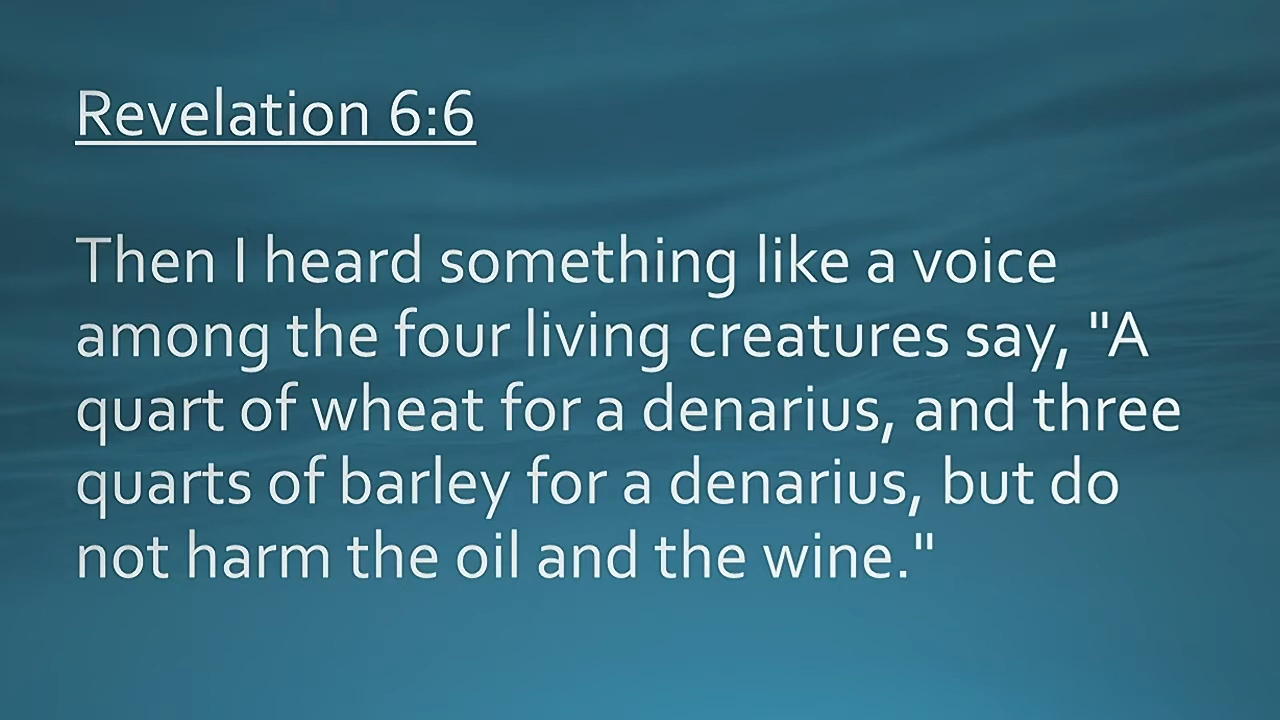 Revelation 6:6
Then I heard something like a voice
among the four living creatures say, "A
quart of wheat for a denarius, and three
quarts of barley for a denarius, but do
not harm the oil and the wine."